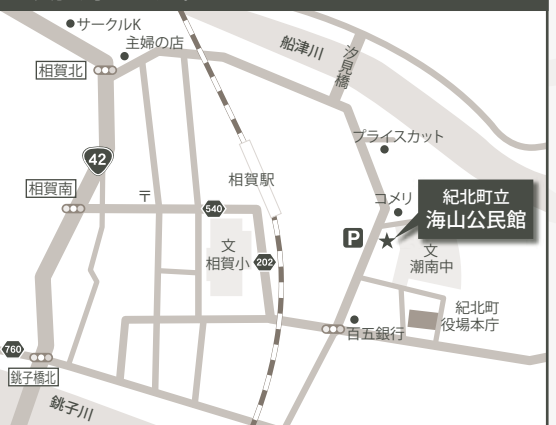 サークルK
主婦の店
船津川
汐見橋
相賀北
プライスカット
42
相賀駅
相賀南
〒
コメリ
紀北町立
海山公民館
540
P
文
相賀小
202
文
潮南中
紀北町
役場本庁
百五銀行
760
銚子橋北
銚子川